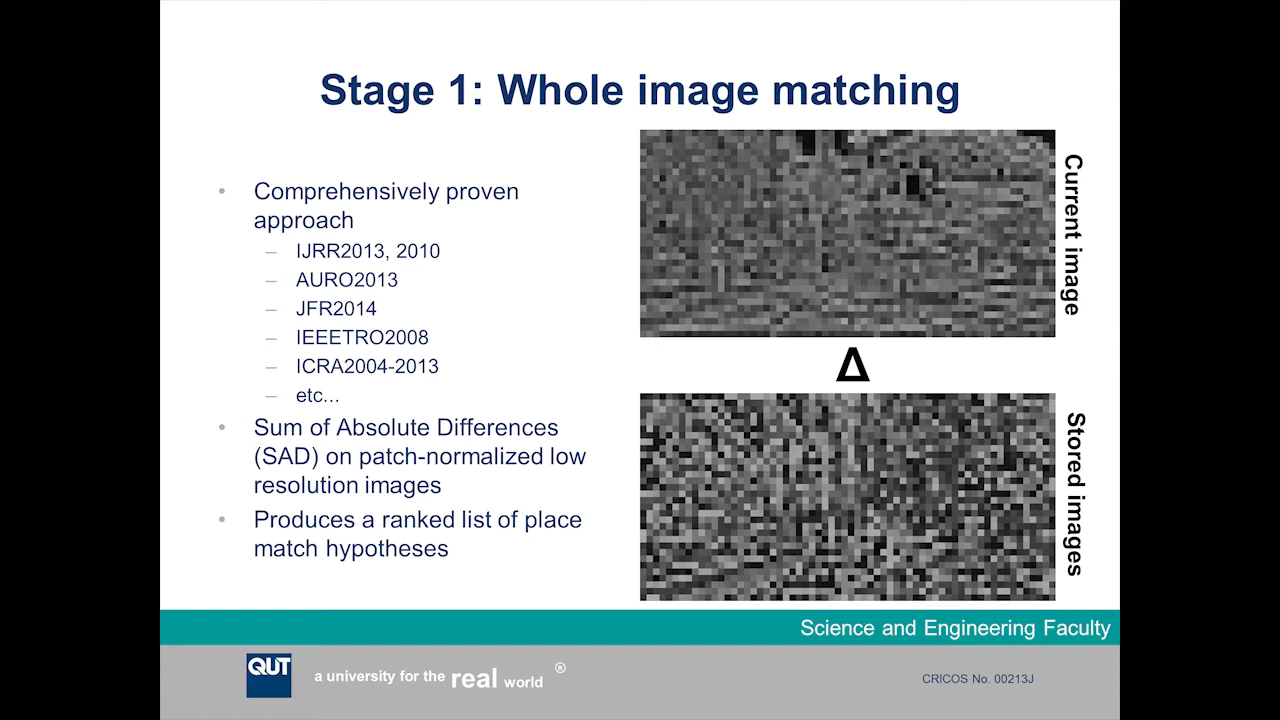 Stage 1: Whole image matching
• Comprehensively proven
approach
– IJRR2013, 2010
– AURO2013
– JFR2014
– IEEETRO2008
– ICRA2004-2013
– etc...
• Sum of Absolute Differences
(SAD) on patch-normalized low
resolution images
• Produces a ranked list of place
match hypotheses
Current image
Δ
Stored images
Science and Engineering Faculty
QUT
a university for the real world ®
CRICOS No. 00213J